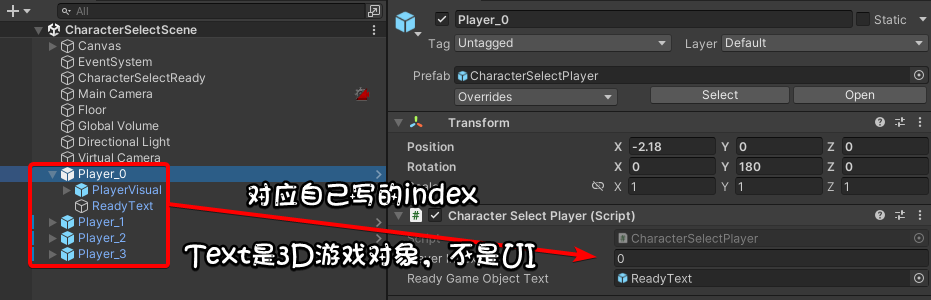 All
CharacterSelectScene
Canvas
EventSystem
CharacterSelectReady
Main Camera
Floor
Global Volume
Directional Light
Virtual Camera
Player_0
PlayerVisual
ReadyText
Player_1
Player_2
Player_3
对应自己写的index
Text是3D游戏对象，不是UI
Player_0
Static
Tag Untagged
Layer Default
Prefab CharacterSelectPlayer
Overrides
Select
Open
Transform
Position X -2.18 Y 0 Z 0
Rotation X 0 Y 180 Z 0
X 1 Y 1 Z 1
Character Select Player (Script)
Script CharacterSelectPlayer
0
Ready Game Object Text ReadyText